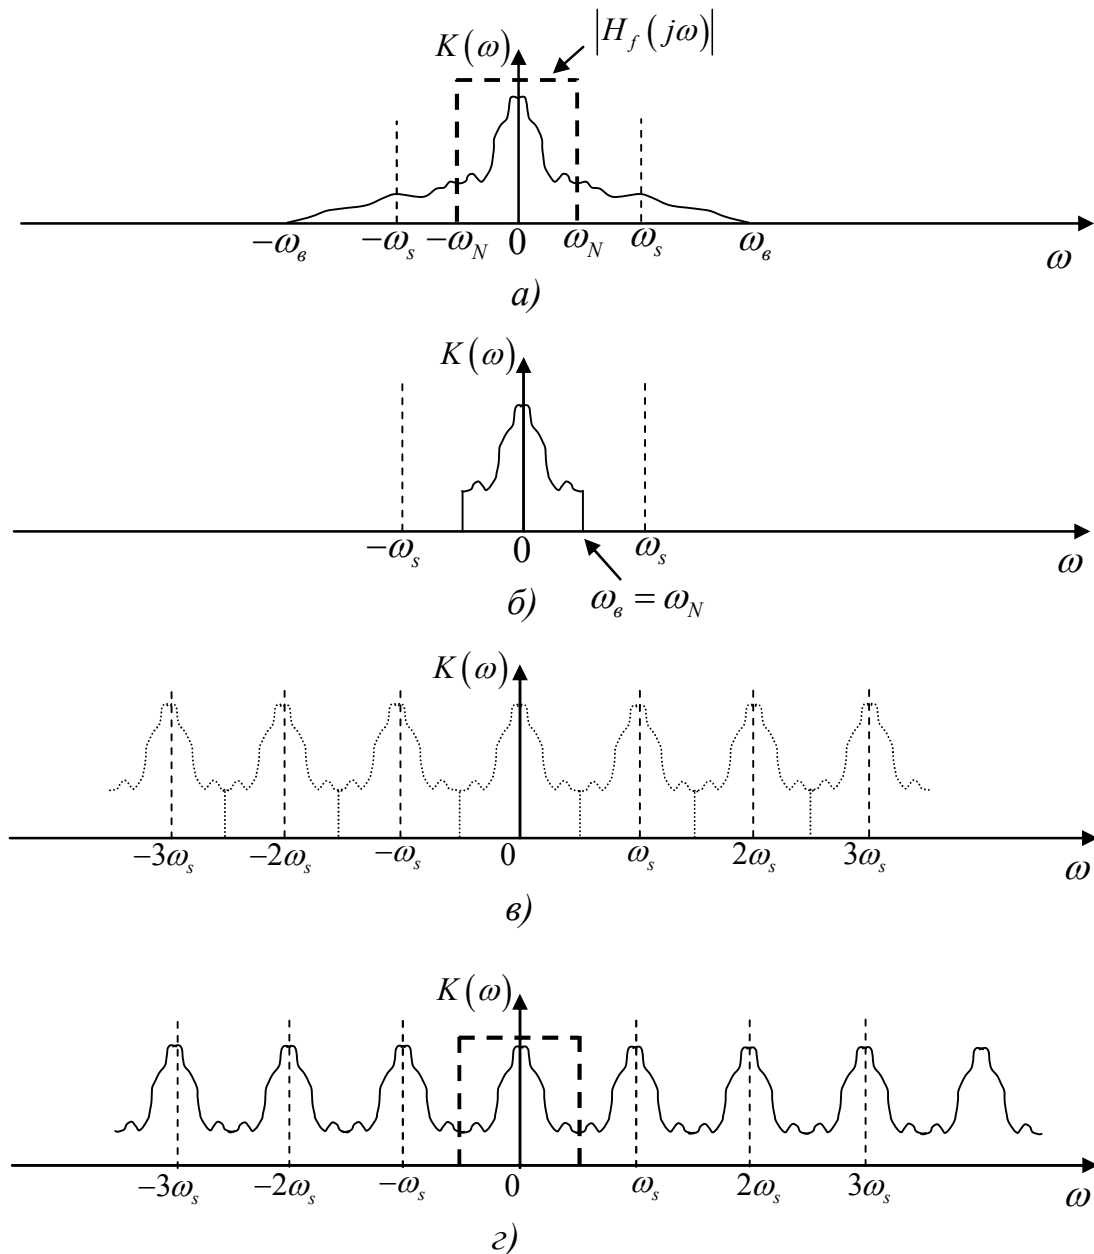 |H_f(jω)|
K(ω)
−ω_в −ω_s −ω_N 0 ω_N ω_s ω_в ω
а)
K(ω)
−ω_s 0 ω_s ω
б) ω_в = ω_N
K(ω)
−3ω_s −2ω_s −ω_s 0 ω_s 2ω_s 3ω_s ω
в)
K(ω)
−3ω_s −2ω_s −ω_s 0 ω_s 2ω_s 3ω_s ω
г)